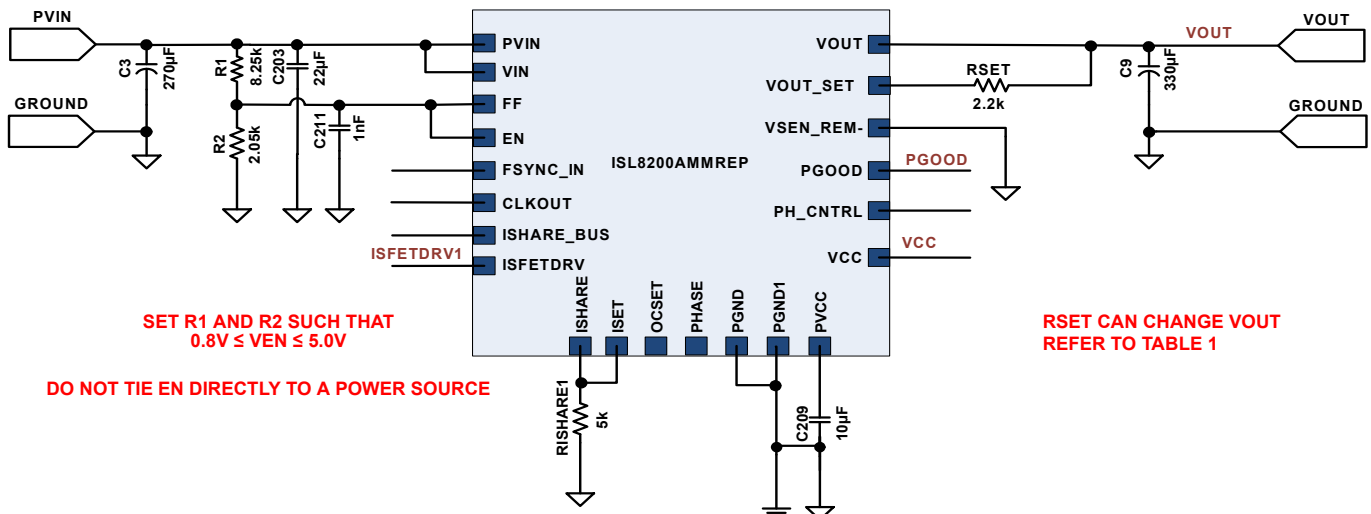 PVIN
GROUND
C3
270µF
R1
8.25k
C203
22µF
R2
2.05k
C211
1nF
PVIN
VIN
FF
EN
FSYNC_IN
CLKOUT
ISHARE_BUS
ISFETDRV
ISFETDRV1
ISL8200AMMREP
VOUT
VOUT_SET
VSEN_REM-
PGOOD
PH_CNTRL
VCC
PGOOD
VCC
RSET
2.2k
VOUT
C9
330µF
VOUT
GROUND
ISHARE
ISET
OCSET
PHASE
PGND
PGND1
PVCC
RISHARE1
5k
C209
10µF
SET R1 AND R2 SUCH THAT
0.8V ≤ VEN ≤ 5.0V
DO NOT TIE EN DIRECTLY TO A POWER SOURCE
RSET CAN CHANGE VOUT
REFER TO TABLE 1